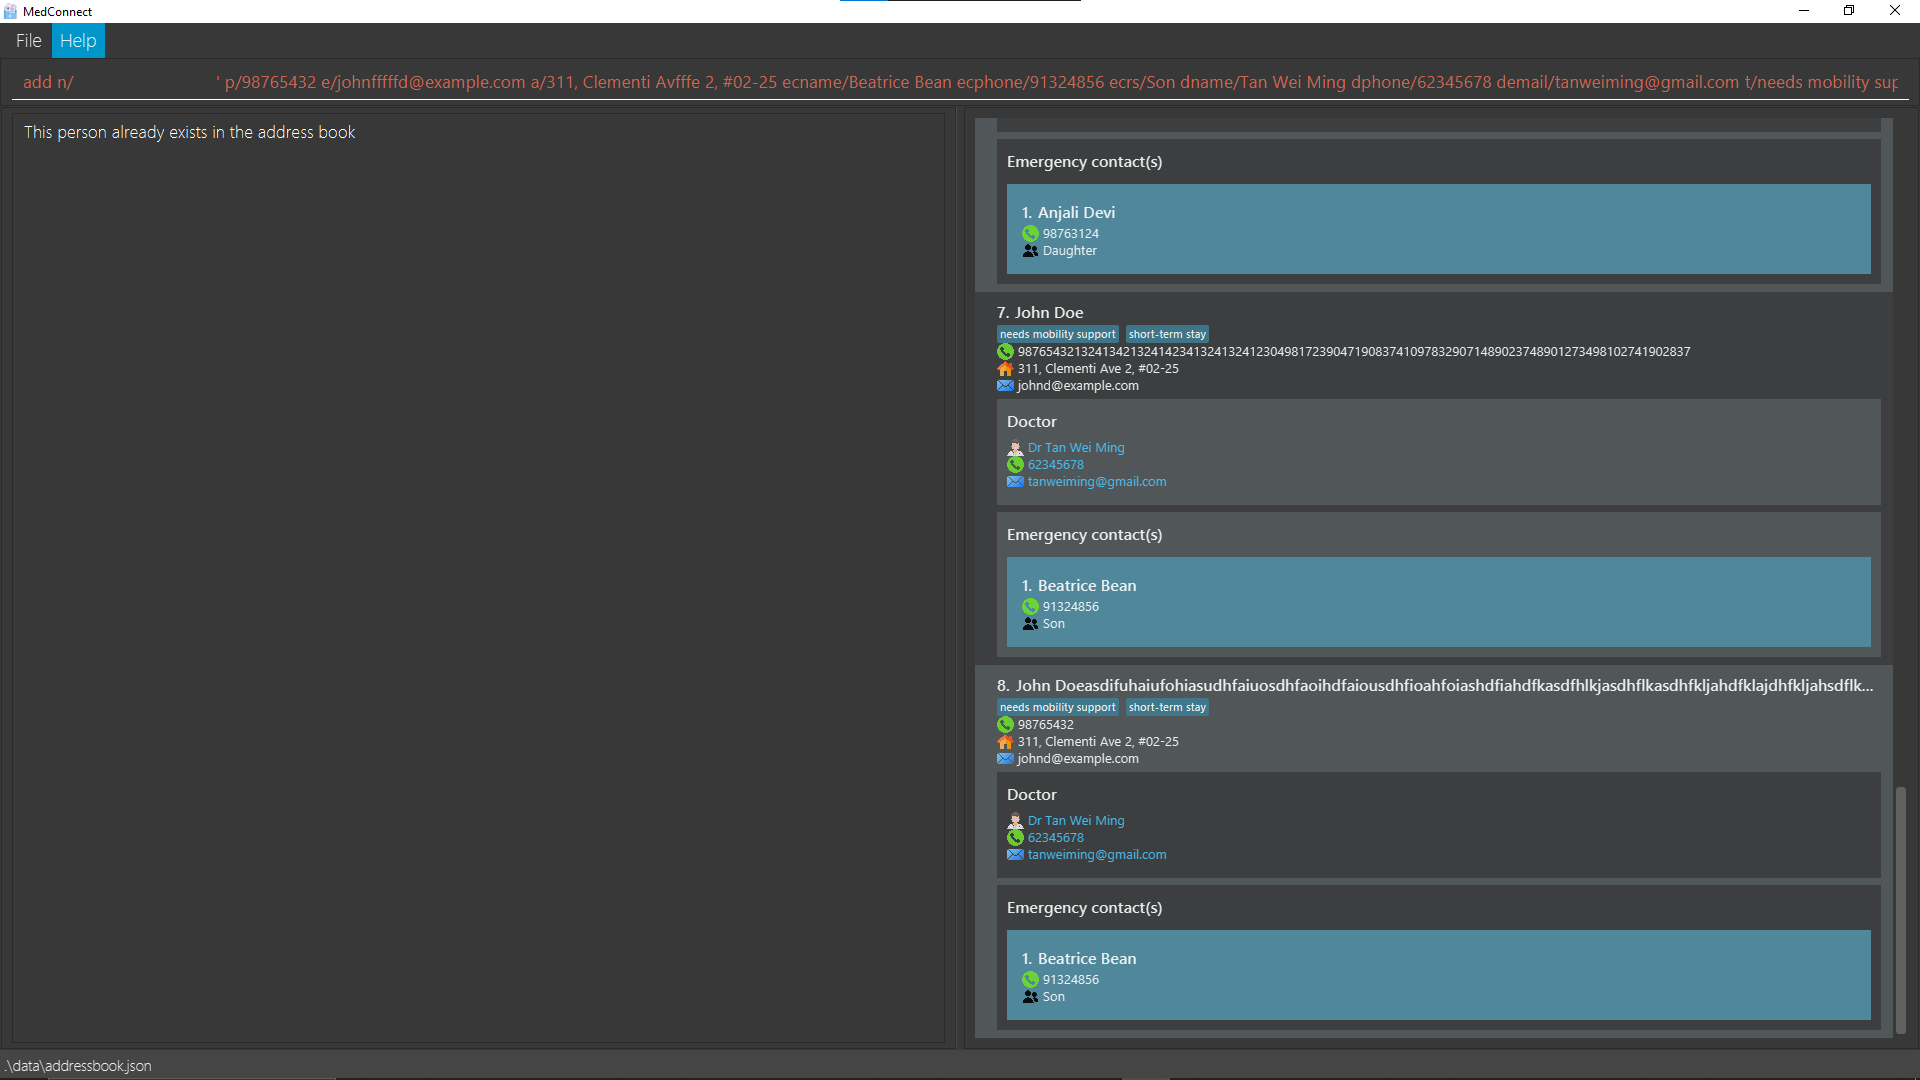 MedConnect
File Help
add n/ ' p/98765432 e/johnfffffd@example.com a/311, Clementi Avfffe 2, #02-25 ecname/Beatrice Bean ecphone/91324856 ecrs/Son dname/Tan Wei Ming dphone/62345678 demail/tanweiming@gmail.com t/needs mobility sup
This person already exists in the address book
Emergency contact(s)
1. Anjali Devi
98763124
Daughter
7. John Doe
needs mobility support short-term stay
311, Clementi Ave 2, #02-25
johnd@example.com
Doctor
Dr Tan Wei Ming
62345678
tanweiming@gmail.com
Emergency contact(s)
1. Beatrice Bean
91324856
Son
8. John Doeasdifuhaiufohiasudhfaiuosdhfaoihdfaiousdhfioahfoiashdfiahdfkasdfhlkjasdhflkasdhfkljahdfklajdhfkljahsdflk...
needs mobility support short-term stay
98765432
311, Clementi Ave 2, #02-25
johnd@example.com
Doctor
Dr Tan Wei Ming
62345678
tanweiming@gmail.com
Emergency contact(s)
1. Beatrice Bean
91324856
Son
.\data\addressbook.json